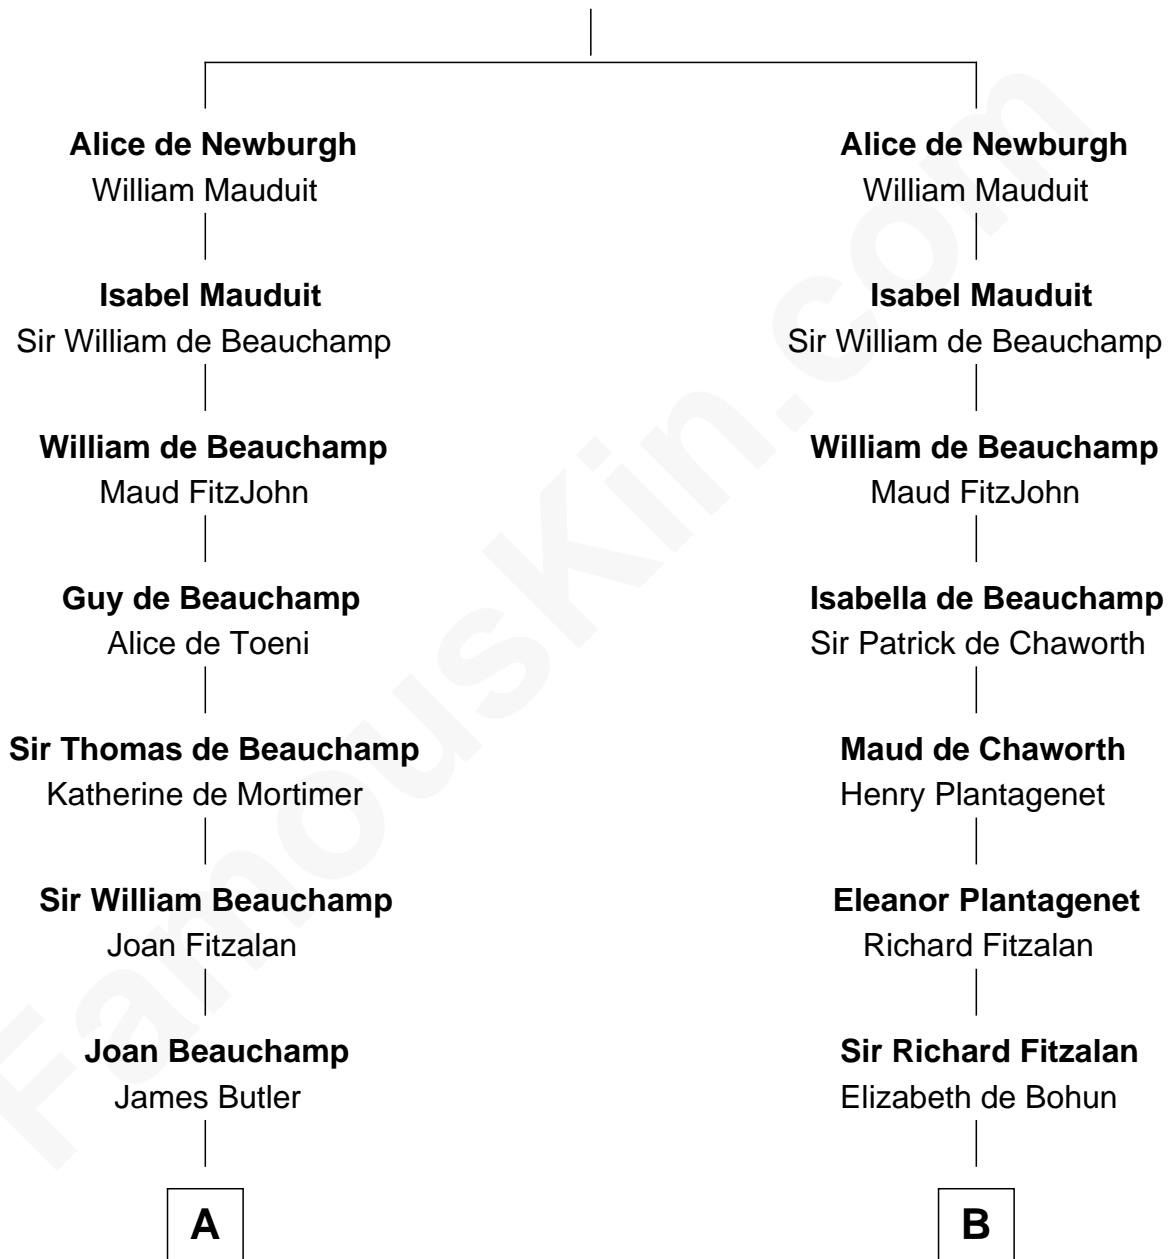 Alice de Newburgh
William Mauduit
Isabel Mauduit
Sir William de Beauchamp
William de Beauchamp
Maud FitzJohn
Guy de Beauchamp
Alice de Toeni
Sir Thomas de Beauchamp
Katherine de Mortimer
Sir William Beauchamp
Joan Fitzalan
Joan Beauchamp
James Butler
A
Alice de Newburgh
William Mauduit
Isabel Mauduit
Sir William de Beauchamp
William de Beauchamp
Maud FitzJohn
Isabella de Beauchamp
Sir Patrick de Chaworth
Maud de Chaworth
Henry Plantagenet
Eleanor Plantagenet
Richard Fitzalan
Sir Richard Fitzalan
Elizabeth de Bohun
B
FamousKin.com